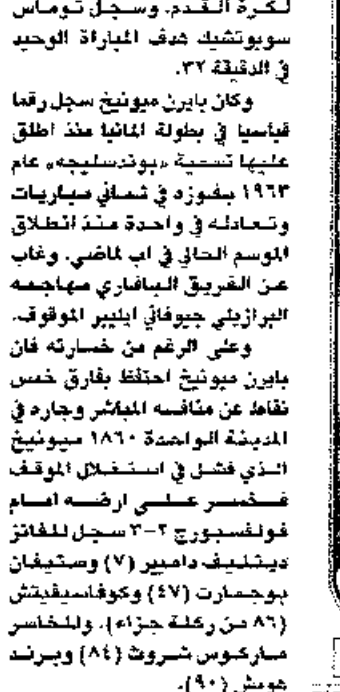 لكرة القدم. وسجل توماس
سوبوتشيك هدف المباراة الوحيد
في الدقيقة ٣٢.
وكان بايرن ميونيخ سجل رقما
قياسيا في بطولة المانيا منذ اطلق
عليها تسمية «بوندسليجه» عام
١٩٦٣ بفوزه في ثماني مباريات
وتعادله في واحدة منذ انطلاق
الموسم الحالي في اب لماضي. وغاب
عن الفريق البافاري مهاجمه
البرازيلي جيوفاني ايلبير الموقوف.
وعلى الرغم من خسارته فان
بايرن ميونيخ احتفظ بفارق خمس
نقاط عن منافسه المباشر وجاره في
المدينة الواحدة ١٨٦٠ ميونيخ
الذي فشل في استغلال الموقف
فخسر على ارضه امام
فولفسبورج ٢-٣ سجل للفائز
ديتليف دامير (٧) وستيفان
بوجمارت (٤٧) وكوفاسيفيتش
(٨٦ من ركلة جزاء)، وللخاسر
ماركوس شروث (٨٤) وبرند
هوبش (٩٠).